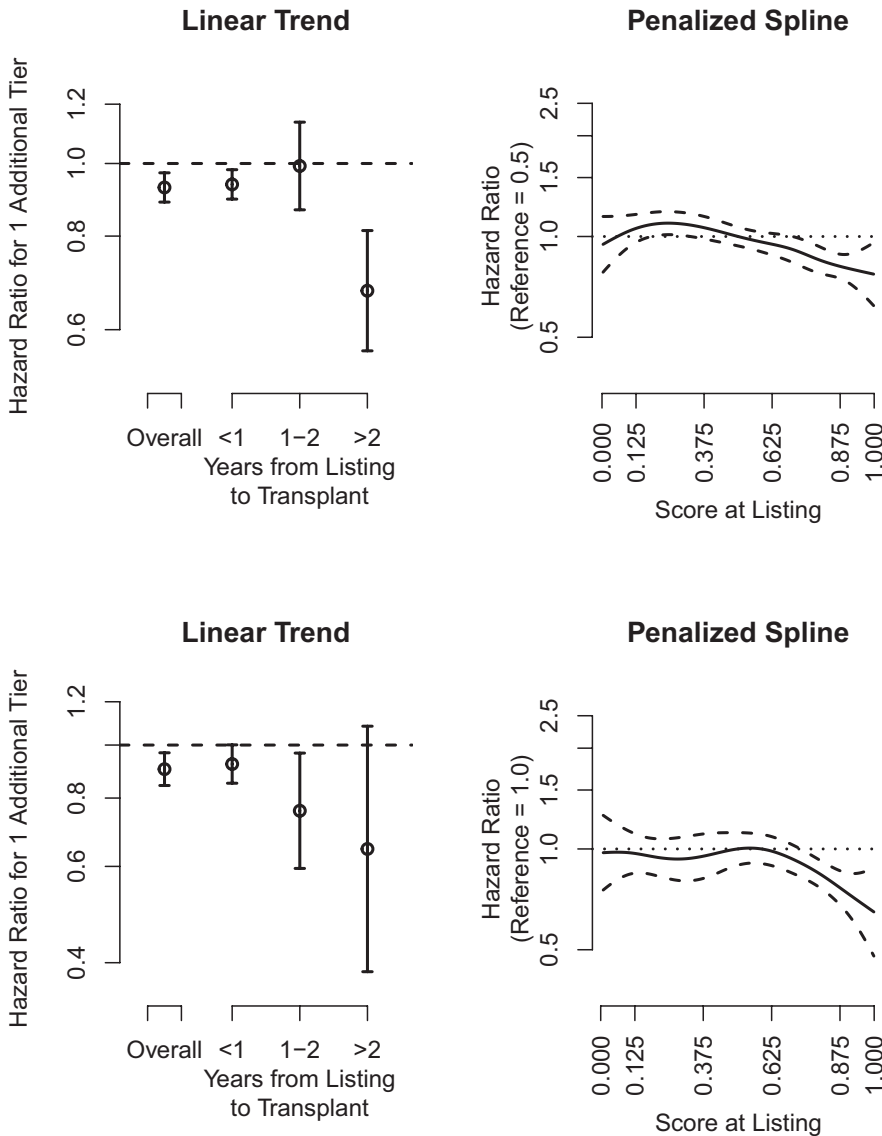 Linear Trend
Hazard Ratio for 1 Additional Tier
1.2
1.0
0.8
0.6
Overall <1 1−2 >2
Years from Listing
to Transplant
Penalized Spline
Hazard Ratio
(Reference = 0.5)
2.5
1.5
1.0
0.5
0.000 0.125 0.375 0.625 0.875 1.000
Score at Listing
Linear Trend
Hazard Ratio for 1 Additional Tier
1.2
0.8
0.6
0.4
Overall <1 1−2 >2
Years from Listing
to Transplant
Penalized Spline
Hazard Ratio
(Reference = 1.0)
2.5
1.5
1.0
0.5
0.000 0.125 0.375 0.625 0.875 1.000
Score at Listing